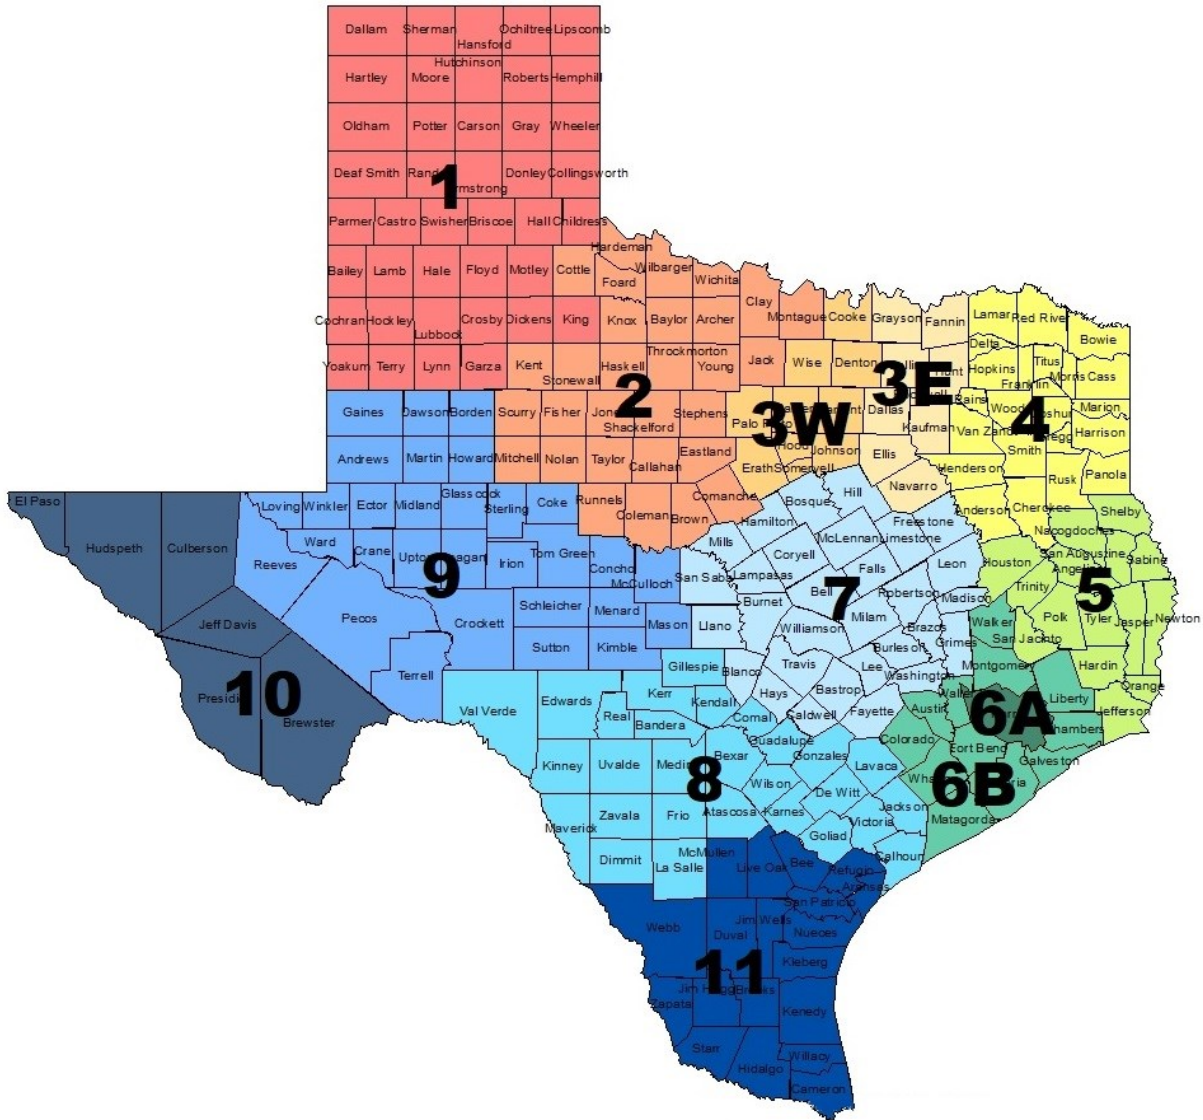 Dallam Sherman Ochiltree Lipscomb
Hansford
Hutchinson
Hartley Moore Roberts Hemphill
Oldham Potter Carson Gray Wheeler
Deaf Smith Donley Collingsworth
1
Parmer Castro Swisher Briscoe Hall Childress
Hardeman
Bailey Lamb Hale Floyd Motley Cottle Foard Wilbarger Wichita
Clay Montague Cooke Grayson Fannin Lamar Red River
Cochran Hockley Lubbock Crosby Dickens King Knox Baylor Archer
Bowie
Delta
Yoakum Terry Lynn Garza Kent Stonewall Haskell Throckmorton Young Jack Wise Denton Hopkins Franklin Titus Morris Cass
2 3W 3E 4
Gaines Dawson Borden Scurry Fisher Shackelford Stephens Dallas Kaufman Van Zandt Marion
Harrison
Andrews Martin Howard Mitchell Nolan Taylor Callahan Eastland Erath Somervell Johnson Ellis Henderson Smith Rusk Panola
Navarro
El Paso Hudspeth Culberson
Loving Winkler Ector Midland Glasscock Sterling Coke Runnels Coleman Brown Comanche
Hamilton Bosque Hill Freestone Anderson Cherokee Nacogdoches Shelby
Ward Crane Irion Tom Green Concho McCulloch
Mills Coryell McLennan Limestone
Reeves
San Saba Lampasas Falls Leon Houston San Augustine Sabine
9 7 5
Bell Robertson Madison Trinity
Jeff Davis Pecos Crockett Schleicher Menard Mason Llano Burnet Williamson Milam Brazos Grimes Walker San Jacinto Polk Tyler Jasper Newton
Sutton Kimble
Burleson
Terrell Gillespie Blanco Travis Lee Washington Montgomery Hardin
10
Brewster
Val Verde Edwards Kerr Kendall Hays Bastrop Liberty Orange
Real Bandera Comal Caldwell Fayette Austin Jefferson
6A
Guadalupe Colorado
Kinney Uvalde Bexar Gonzales Lavaca Fort Bend Galveston
8 6B
Wilson
Maverick Zavala Frio Atascosa Karnes De Witt Jackson Matagorda
Victoria
Goliad
Dimmit La Salle McMullen Calhoun
Live Oak Bee Refugio
Aransas
San Patricio
Webb Duval Jim Wells Nueces
11
Kleberg
Zapata
Kenedy
Starr Hidalgo Willacy
Cameron